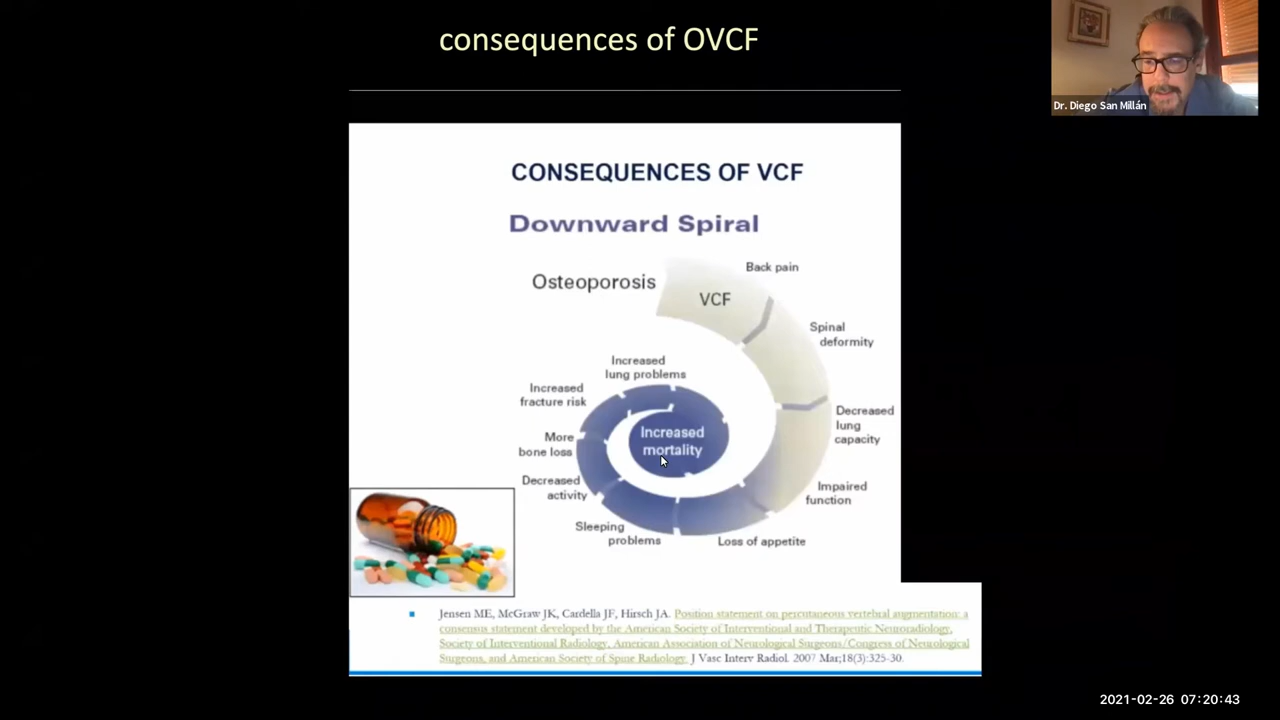 consequences of OVCF
Dr. Diego San Millán
CONSEQUENCES OF VCF
Downward Spiral
Osteoporosis
VCF
Back pain
Spinal
deformity
Decreased
lung
capacity
Impaired
function
Loss of appetite
Sleeping
problems
Decreased
activity
More
bone loss
Increased
fracture risk
Increased
lung problems
Increased
mortality
Jensen ME, McGraw JK, Cardella JF, Hirsch JA. Position statement on percutaneous vertebral augmentation: a
consensus statement developed by the American Society of Interventional and Therapeutic Neuroradiology,
Society of Interventional Radiology, American Association of Neurological Surgeons/Congress of Neurological
Surgeons, and American Society of Spine Radiology. J Vasc Interv Radiol. 2007 Mar;18(3):325-30.
2021-02-26 07:20:43